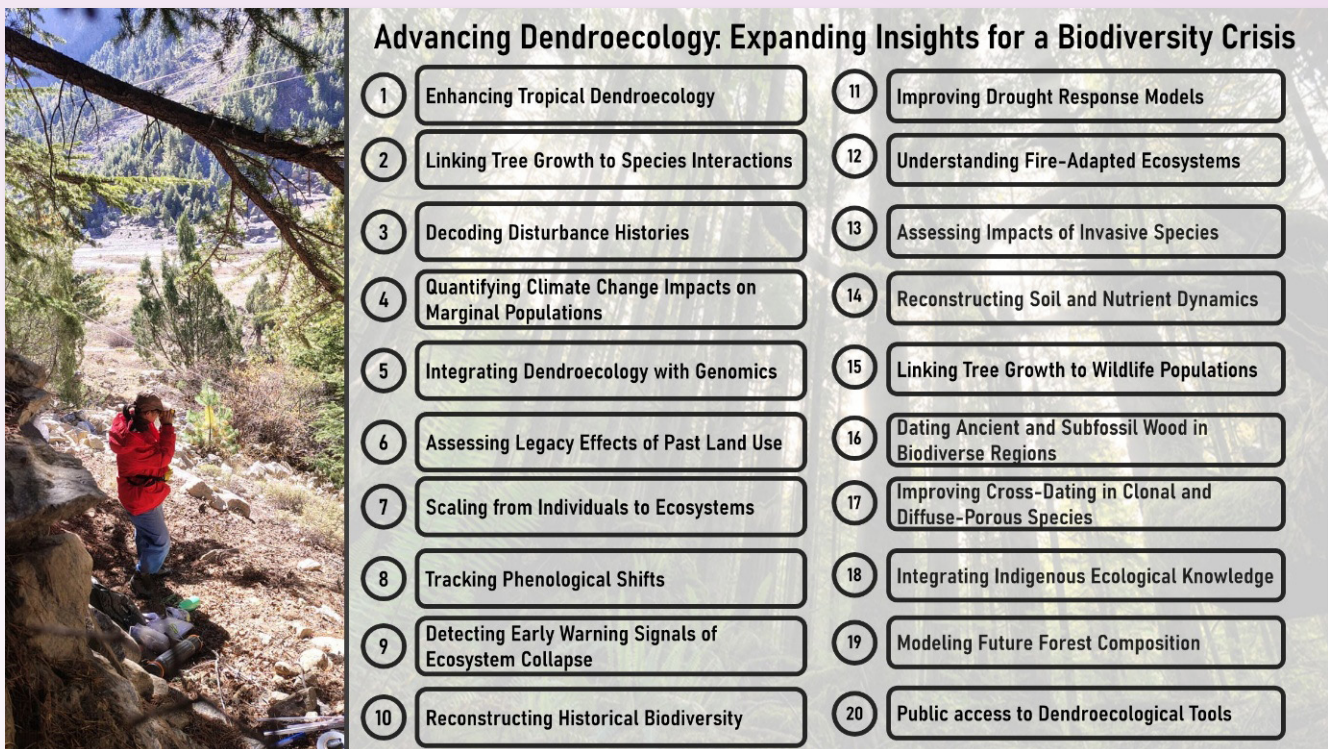 Advancing Dendroecology: Expanding Insights for a Biodiversity Crisis
1
Enhancing Tropical Dendroecology
2
Linking Tree Growth to Species Interactions
3
Decoding Disturbance Histories
4
Quantifying Climate Change Impacts on
Marginal Populations
5
Integrating Dendroecology with Genomics
6
Assessing Legacy Effects of Past Land Use
7
Scaling from Individuals to Ecosystems
8
Tracking Phenological Shifts
9
Detecting Early Warning Signals of
Ecosystem Collapse
10
Reconstructing Historical Biodiversity
11
Improving Drought Response Models
12
Understanding Fire-Adapted Ecosystems
13
Assessing Impacts of Invasive Species
14
Reconstructing Soil and Nutrient Dynamics
15
Linking Tree Growth to Wildlife Populations
16
Dating Ancient and Subfossil Wood in
Biodiverse Regions
17
Improving Cross-Dating in Clonal and
Diffuse-Porous Species
18
Integrating Indigenous Ecological Knowledge
19
Modeling Future Forest Composition
20
Public access to Dendroecological Tools